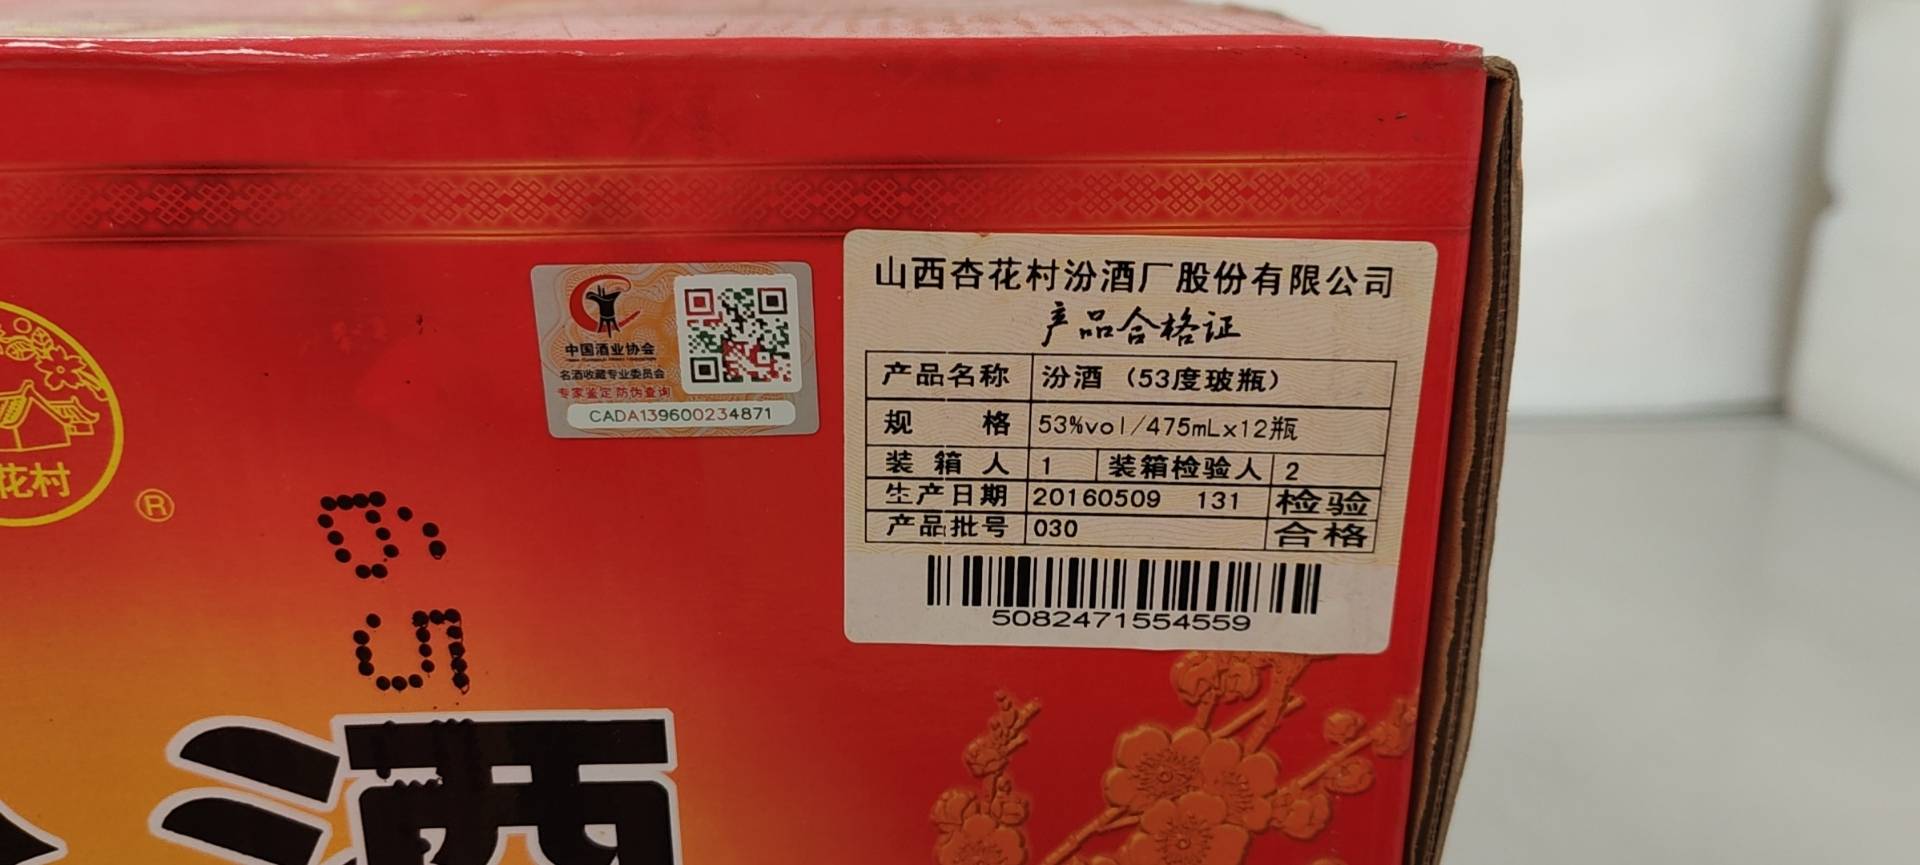 山西杏花村汾酒厂股份有限公司
产品合格证
产品名称 汾酒（53度玻瓶）
规 格 53%vol/475mLx12瓶
装箱人 1 装箱检验人 2
生产日期 20160509 131 检验
产品批号 030 合格
5082471554559
中国酒业协会
名酒收藏专业委员会
专家鉴定 防伪查询
CADA139600234871
花村
®
酒